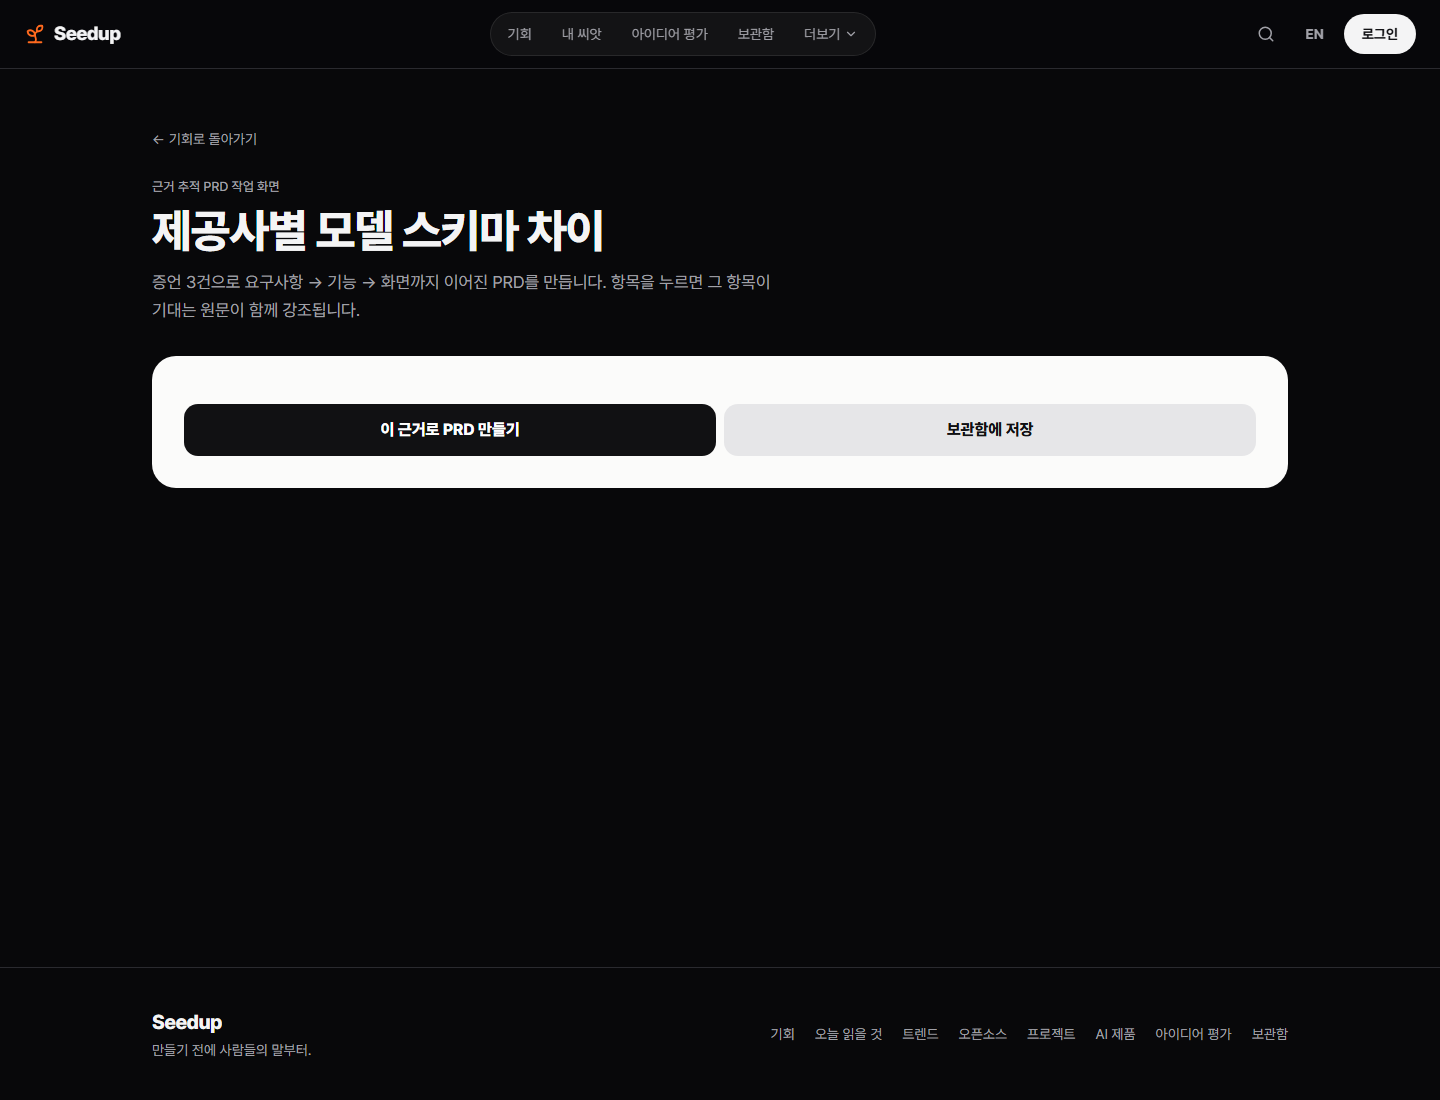 Seedup
기회
내 씨앗
아이디어 평가
보관함
더보기
EN
로그인
← 기회로 돌아가기
근거 추적 PRD 작업 화면
제공사별 모델 스키마 차이
증언 3건으로 요구사항 → 기능 → 화면까지 이어진 PRD를 만듭니다. 항목을 누르면 그 항목이
기대는 원문이 함께 강조됩니다.
이 근거로 PRD 만들기
보관함에 저장
Seedup
만들기 전에 사람들의 말부터.
기회
오늘 읽을 것
트렌드
오픈소스
프로젝트
AI 제품
아이디어 평가
보관함